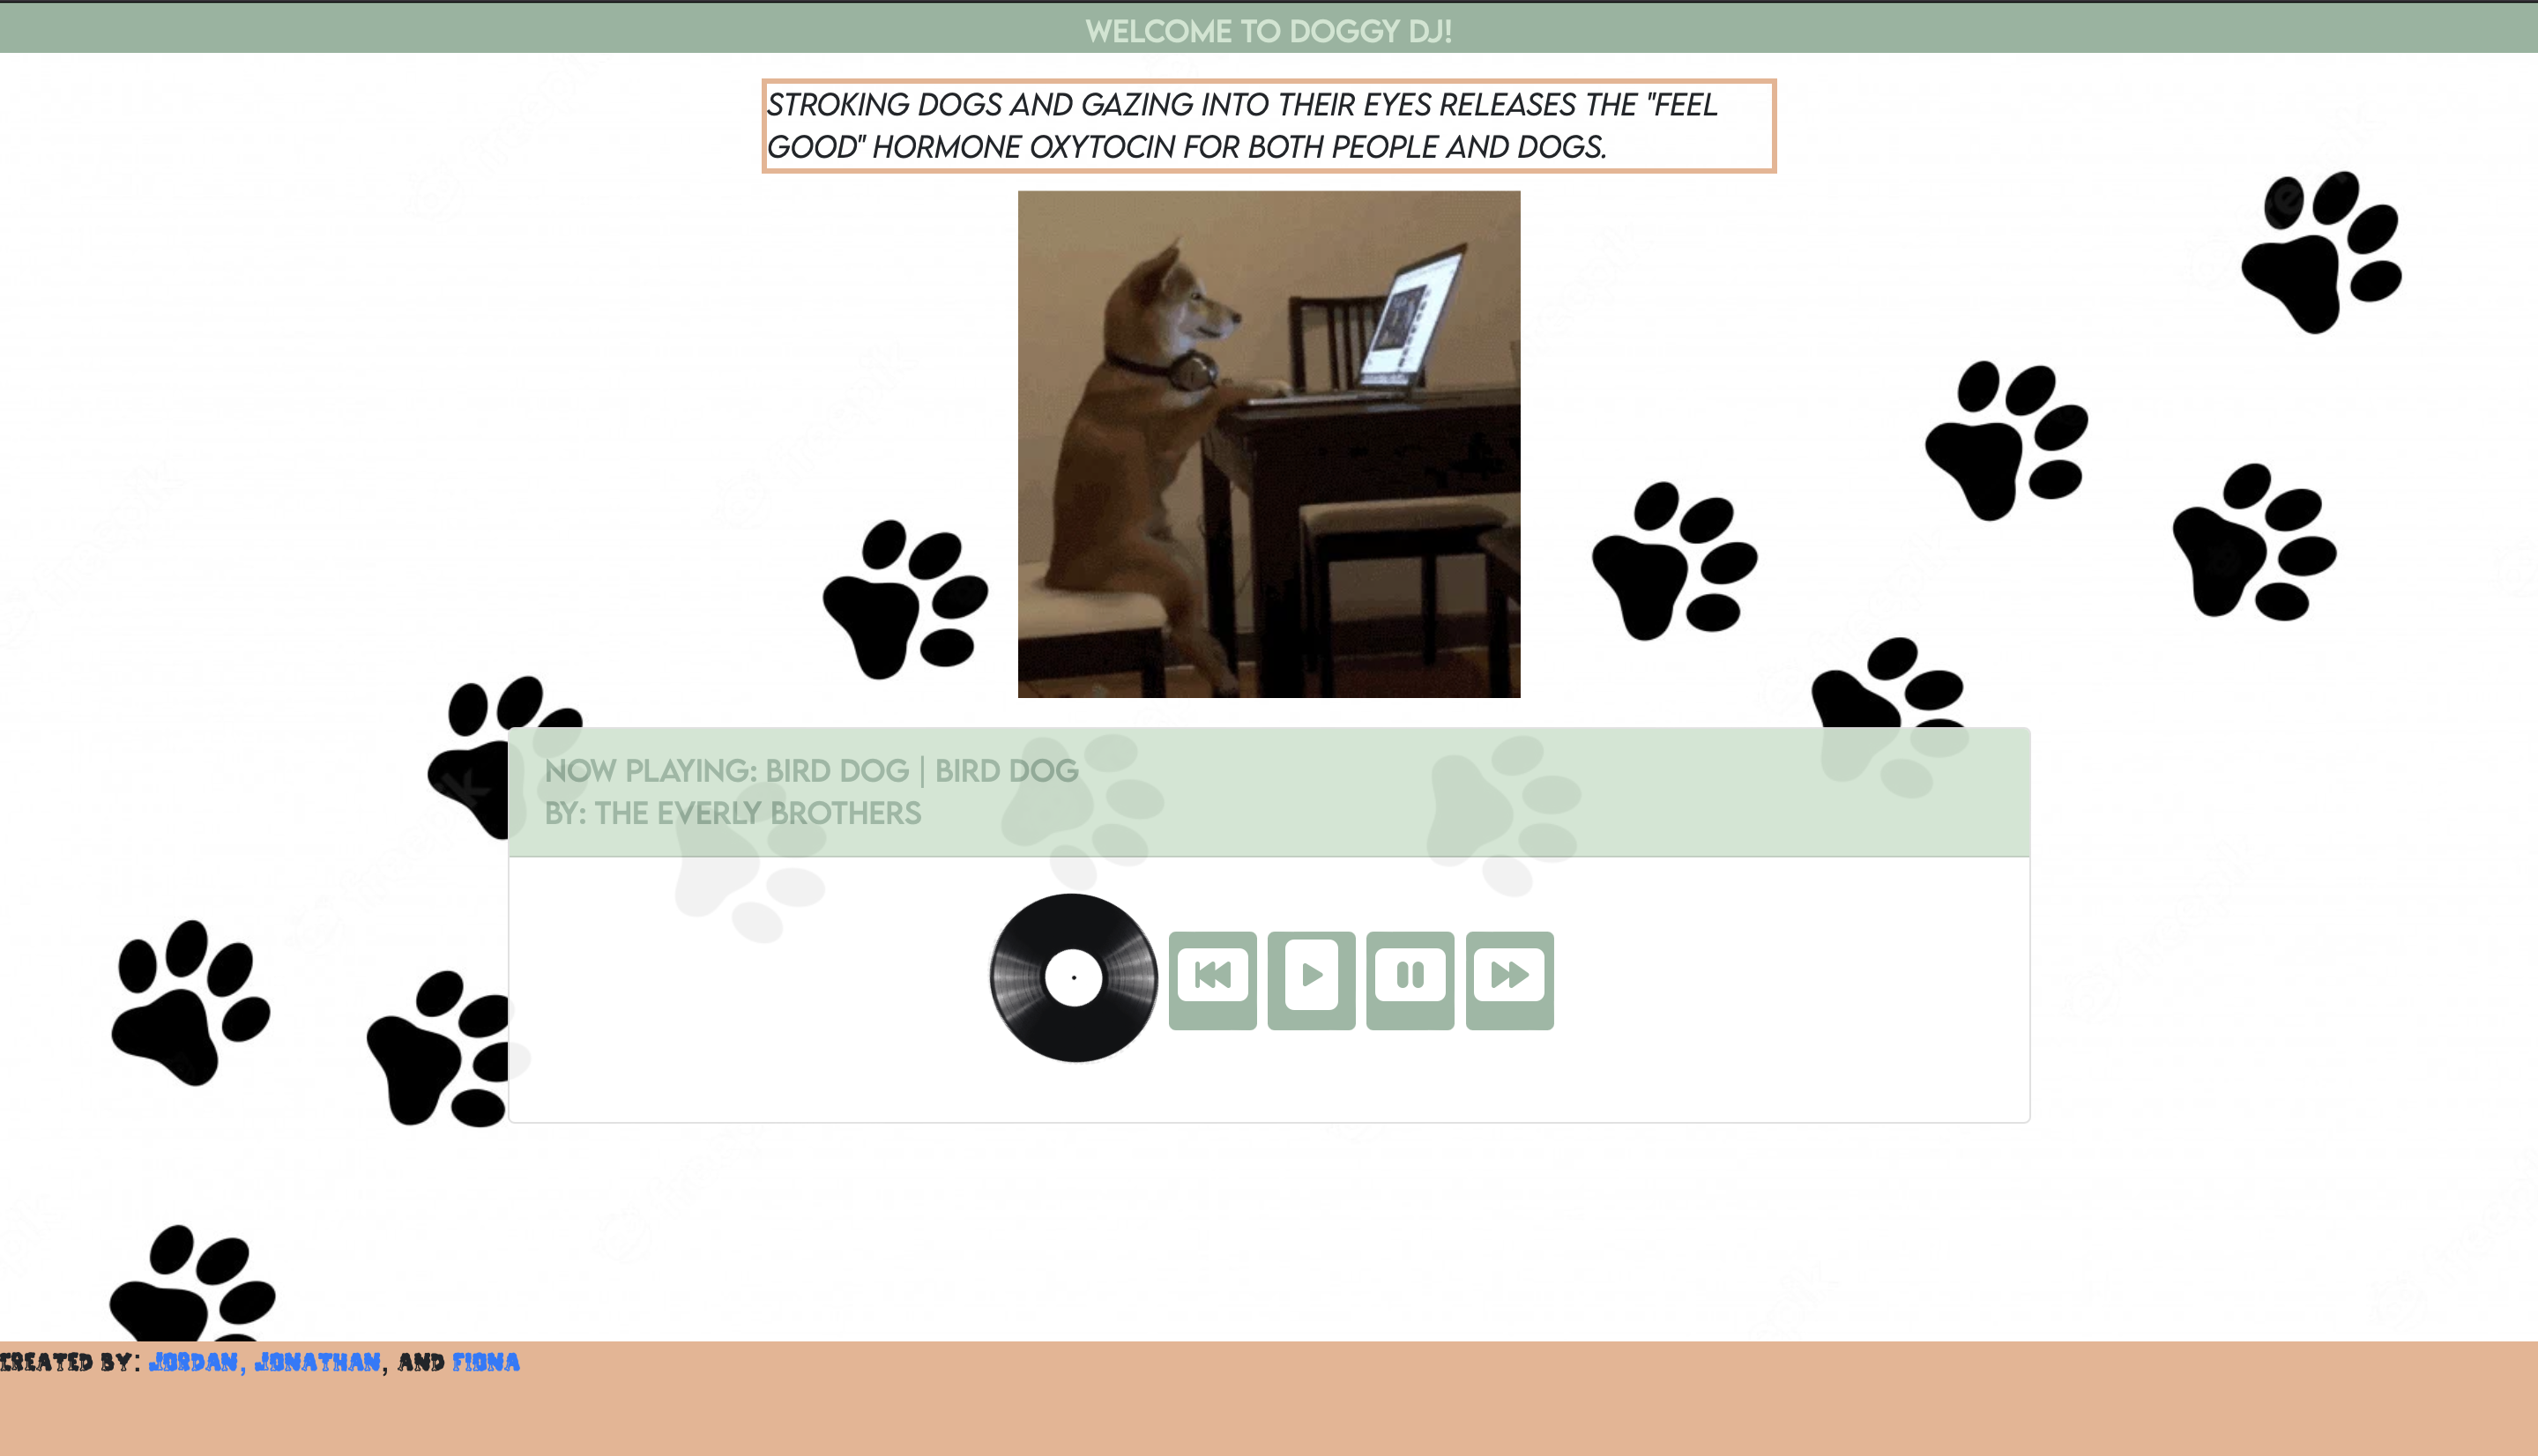 WELCOME TO DOGGY DJ!
STROKING DOGS AND GAZING INTO THEIR EYES RELEASES THE "FEEL
GOOD" HORMONE OXYTOCIN FOR BOTH PEOPLE AND DOGS.
NOW PLAYING: BIRD DOG | BIRD DOG
BY: THE EVERLY BROTHERS
CREATED BY: JORDAN, JONATHAN, AND FIONA